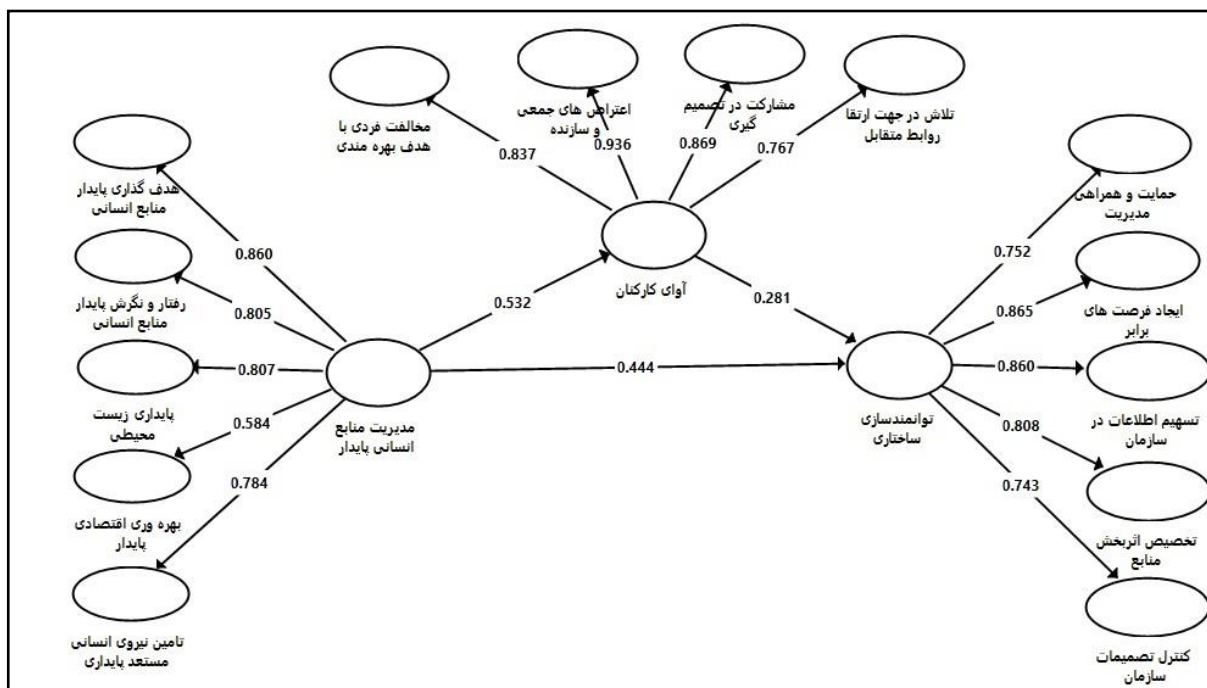 مخالفت فردی با
هدف بهره مندی
0.837
اعتراض های جمعی
و سازنده
0.936
مشارکت در تصمیم
گیری
0.869
تلاش در جهت ارتقا
روابط متقابل
0.767
آوای کارکنان
0.532
0.281
0.444
هدف گذاری پایدار
منابع انسانی
0.860
رفتار و نگرش پایدار
منابع انسانی
0.805
پایداری زیست
محیطی
0.807
بهره وری اقتصادی
پایدار
0.584
تامین نیروی انسانی
مستعد پایداری
0.784
مدیریت منابع
انسانی پایدار
توانمندسازی
ساختاری
حمایت و همراهی
مدیریت
0.752
ایجاد فرصت های
برابر
0.865
تسهیم اطلاعات در
سازمان
0.860
تخصیص اثربخش
منابع
0.808
کنترل تصمیمات
سازمان
0.743